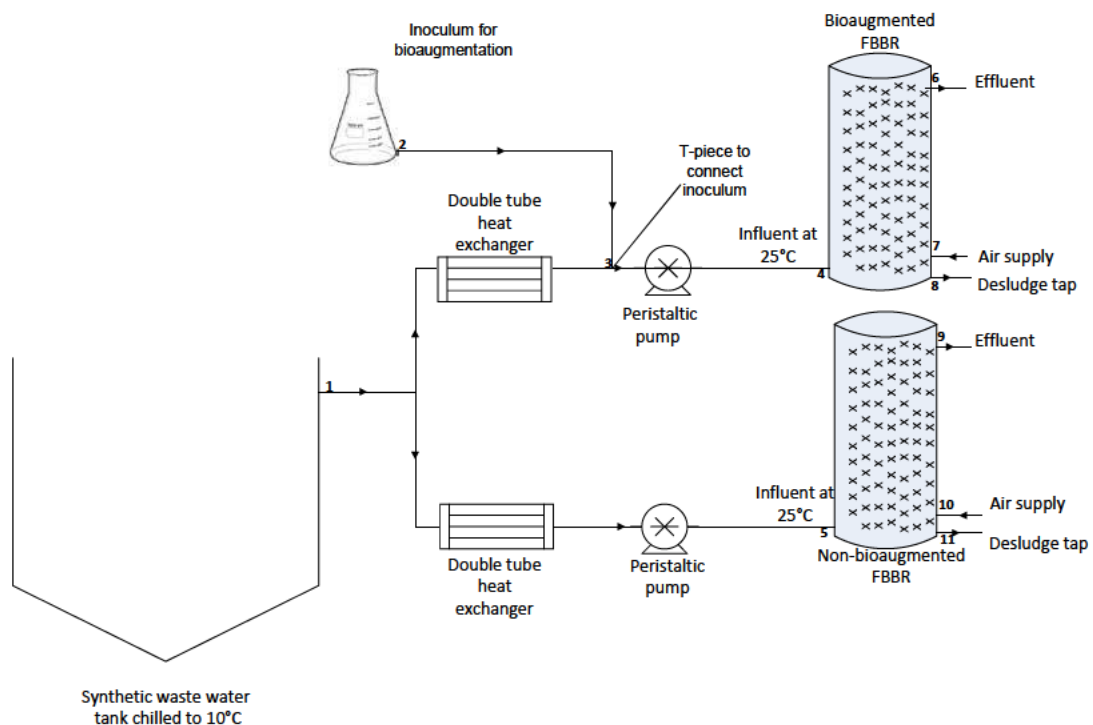 Inoculum for
bioaugmentation
Bioaugmented
FBBR
6
Effluent
2
T-piece to
connect
inoculum
Double tube
heat
exchanger
3
Peristaltic
pump
Influent at
25°C
4
7
Air supply
8
Desludge tap
1
9
Effluent
Double tube
heat
exchanger
Peristaltic
pump
Influent at
25°C
5
10
Air supply
11
Desludge tap
Non-bioaugmented
FBBR
Synthetic waste water
tank chilled to 10°C